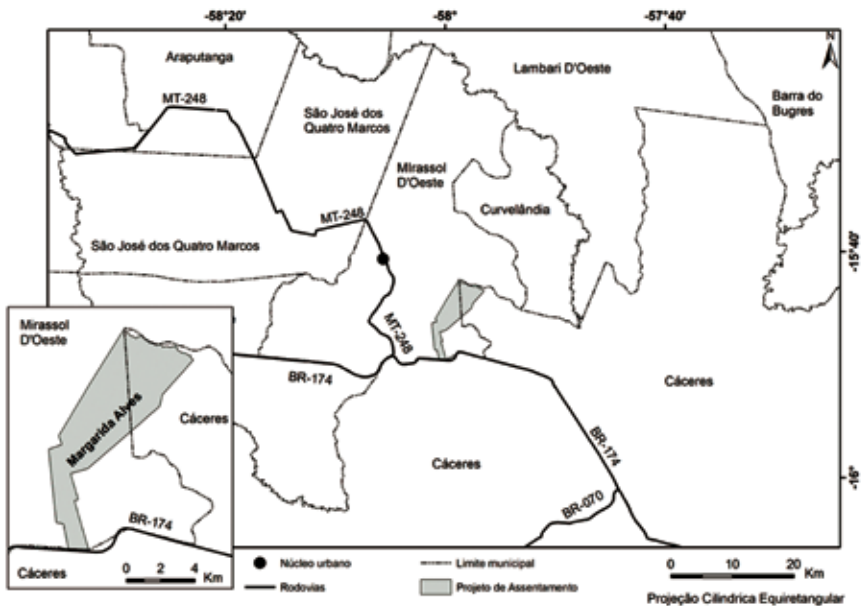 -58°20'
-58°
-57°40'
N
Araputanga
Lambari D'Oeste
MT-248
São José dos
Quatro Marcos
Barra do
Bugres
Mirassol
D'Oeste
Curvelândia
MT-248
São José dos Quatro Marcos
-15°40'
MT-248
BR-174
Cáceres
Cáceres
BR-174
BR-070
-16°
Mirassol
D'Oeste
Margarida Alves
Cáceres
BR-174
Cáceres
0 2 4
Km
Núcleo urbano
Limite municipal
Rodovias
Projeto de Assentamento
0 10 20
Km
Projeção Cilindrica Equiretangular